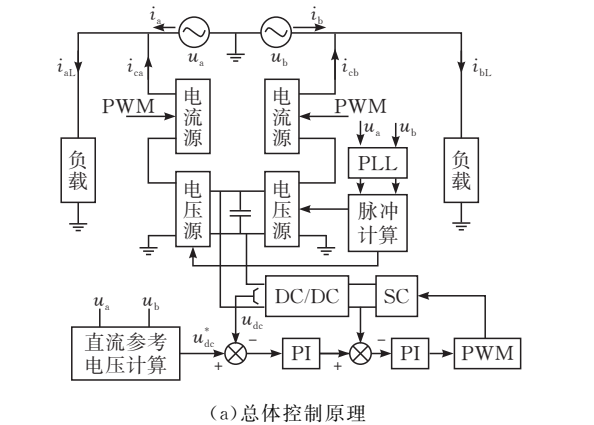 i_a
i_b
u_a
u_b
i_aL
i_ca
i_cb
i_bL
PWM
电流源
电流源
PWM
u_a
u_b
负载
PLL
负载
电压源
电压源
脉冲
计算
DC/DC
SC
u_a
u_b
u_dc
直流参考
电压计算
u*_dc
−
+
PI
−
+
PI
PWM
(a)总体控制原理